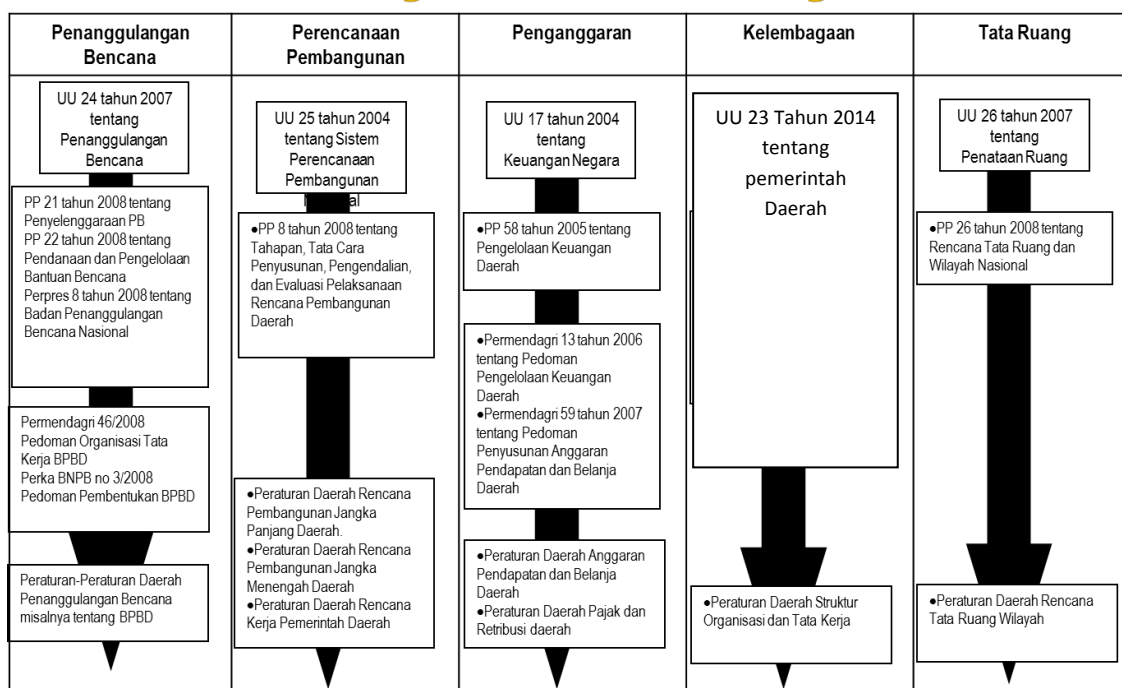 Penanggulangan
Bencana
Perencanaan
Pembangunan
Penganggaran
Kelembagaan
Tata Ruang
UU 24 tahun 2007
tentang
Penanggulangan
Bencana
PP 21 tahun 2008 tentang
Penyelenggaraan PB
PP 22 tahun 2008 tentang
Pendanaan dan Pengelolaan
Bantuan Bencana
Perpres 8 tahun 2008 tentang
Badan Penanggulangan
Bencana Nasional
Permendagri 46/2008
Pedoman Organisasi Tata
Kerja BPBD
Perka BNPB no 3/2008
Pedoman Pembentukan BPBD
Peraturan-Peraturan Daerah
Penanggulangan Bencana
misalnya tentang BPBD
UU 25 tahun 2004
tentang Sistem
Perencanaan
Pembangunan
•PP 8 tahun 2008 tentang
Tahapan, Tata Cara
Penyusunan, Pengendalian,
dan Evaluasi Pelaksanaan
Rencana Pembangunan
Daerah
•Peraturan Daerah Rencana
Pembangunan Jangka
Panjang Daerah.
•Peraturan Daerah Rencana
Pembangunan Jangka
Menengah Daerah
•Peraturan Daerah Rencana
Kerja Pemerintah Daerah
UU 17 tahun 2004
tentang
Keuangan Negara
•PP 58 tahun 2005 tentang
Pengelolaan Keuangan
Daerah
•Permendagri 13 tahun 2006
tentang Pedoman
Pengelolaan Keuangan
Daerah
•Permendagri 59 tahun 2007
tentang Pedoman
Penyusunan Anggaran
Pendapatan dan Belanja
Daerah
•Peraturan Daerah Anggaran
Pendapatan dan Belanja
Daerah
•Peraturan Daerah Pajak dan
Retribusi daerah
UU 23 Tahun 2014
tentang
pemerintah
Daerah
•Peraturan Daerah Struktur
Organisasi dan Tata Kerja
UU 26 tahun 2007
tentang
Penataan Ruang
•PP 26 tahun 2008 tentang
Rencana Tata Ruang dan
Wilayah Nasional
•Peraturan Daerah Rencana
Tata Ruang Wilayah